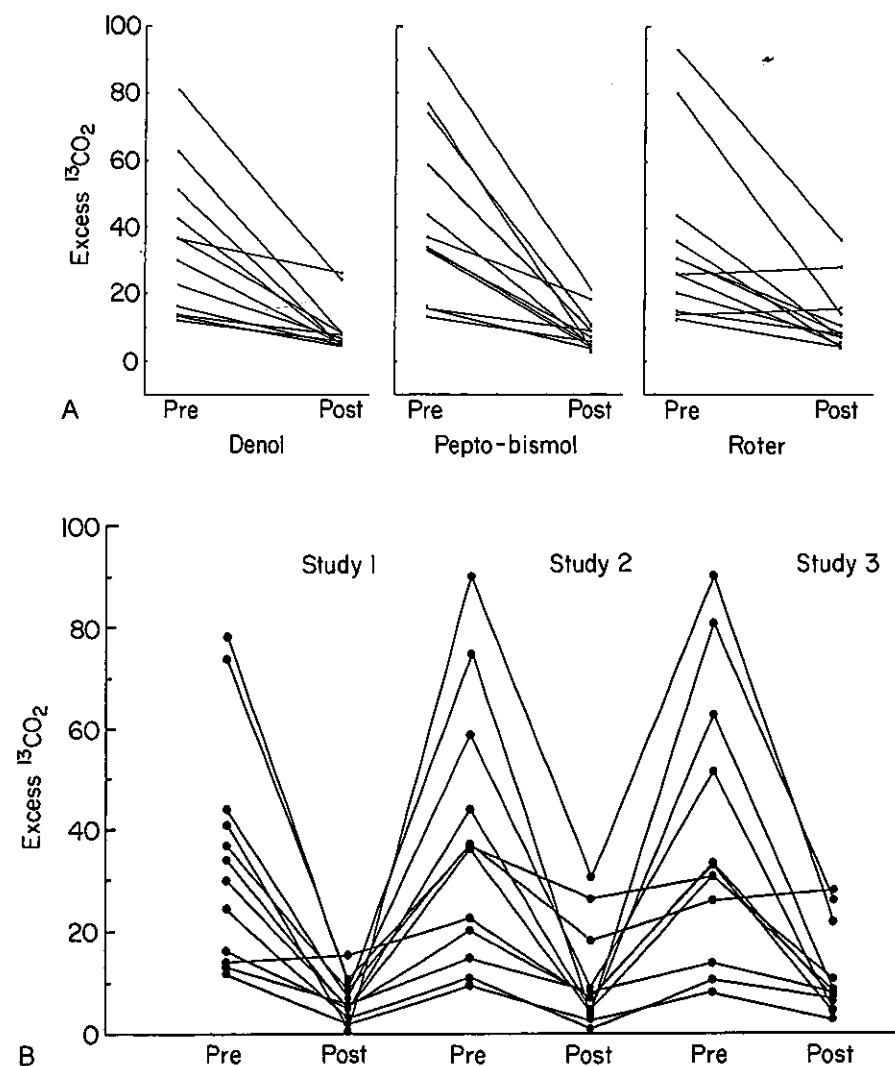 100
80
60
40
20
0
Excess ¹³CO₂
A
Pre Post Pre Post Pre Post
Denol Pepto-bismol Roter
100
80
60
40
20
0
Excess ¹³CO₂
Study 1 Study 2 Study 3
B
Pre Post Pre Post Pre Post